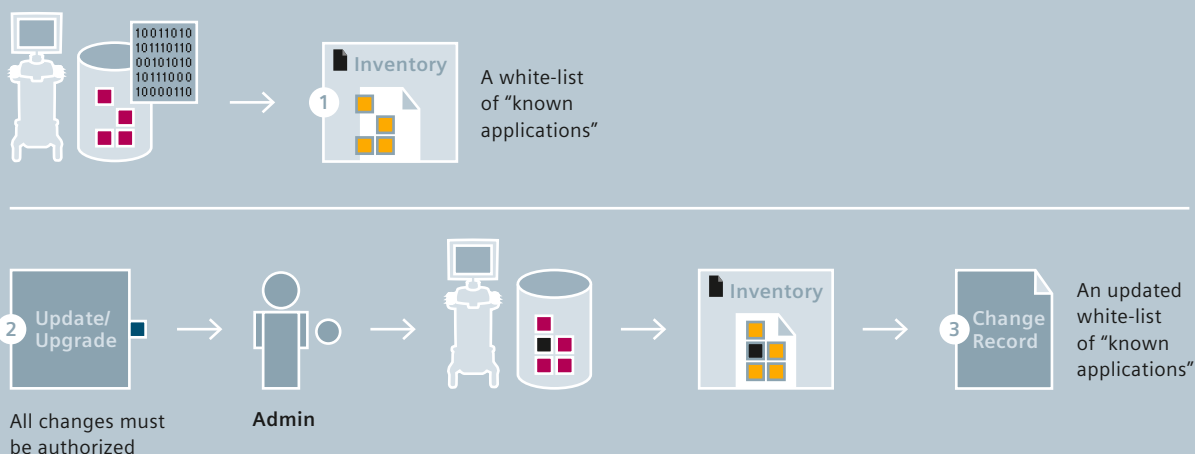 10011010
101110110
00101010
10111000
10000110
Inventory
1
A white-list
of “known
applications”
2
Update/
Upgrade
All changes must
be authorized
Admin
Inventory
3
Change
Record
An updated
white-list
of “known
applications”